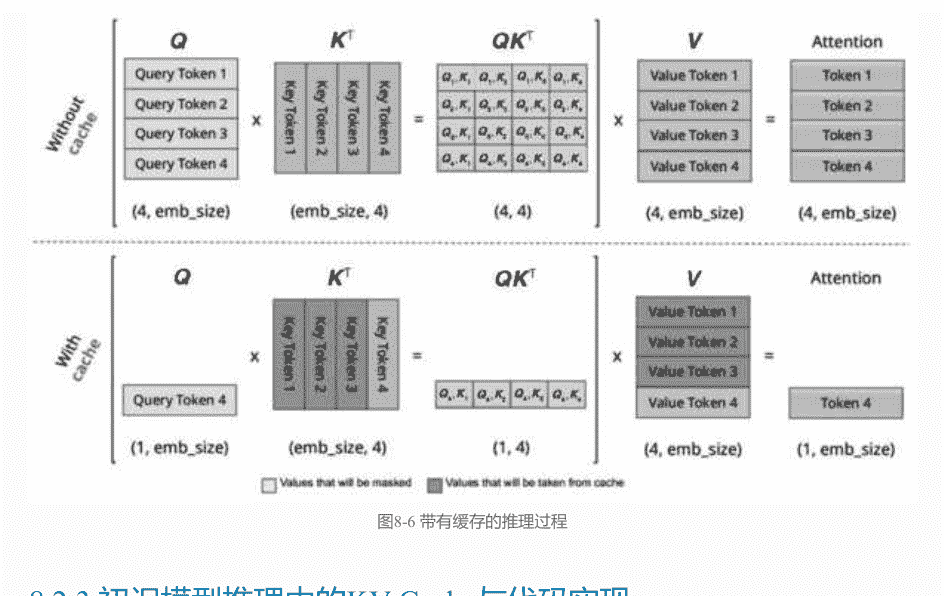 Q K^T QK^T V Attention
Without cache
Query Token 1
Query Token 2
Query Token 3
Query Token 4
x
Key Token 1
Key Token 2
Key Token 3
Key Token 4
=
x
Value Token 1
Value Token 2
Value Token 3
Value Token 4
=
Token 1
Token 2
Token 3
Token 4
(4, emb_size) (emb_size, 4) (4, 4) (4, emb_size) (4, emb_size)
Q K^T QK^T V Attention
With cache
Query Token 4
x
Key Token 1
Key Token 2
Key Token 3
Key Token 4
=
x
Value Token 1
Value Token 2
Value Token 3
Value Token 4
=
Token 4
(1, emb_size) (emb_size, 4) (1, 4) (4, emb_size) (1, emb_size)
Values that will be masked Values that will be taken from cache
图8-6 带有缓存的推理过程